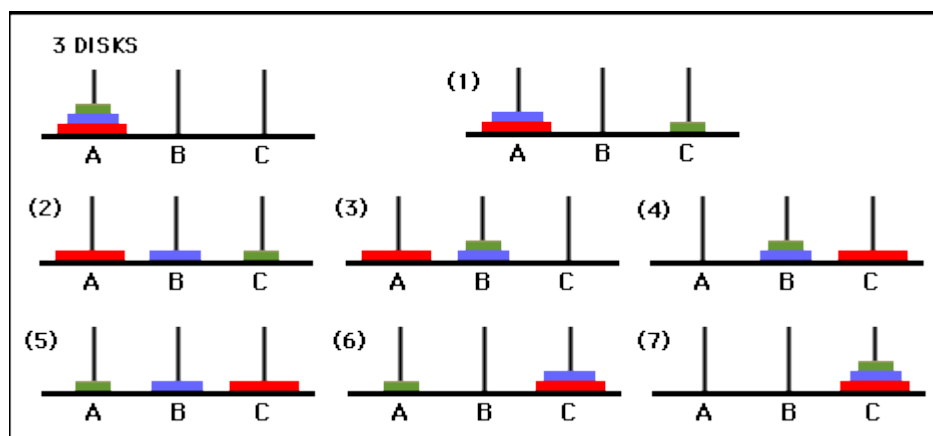 3 DISKS
(1)
A B C
A B C
(2)
(3)
(4)
A B C
A B C
A B C
(5)
(6)
(7)
A B C
A B C
A B C